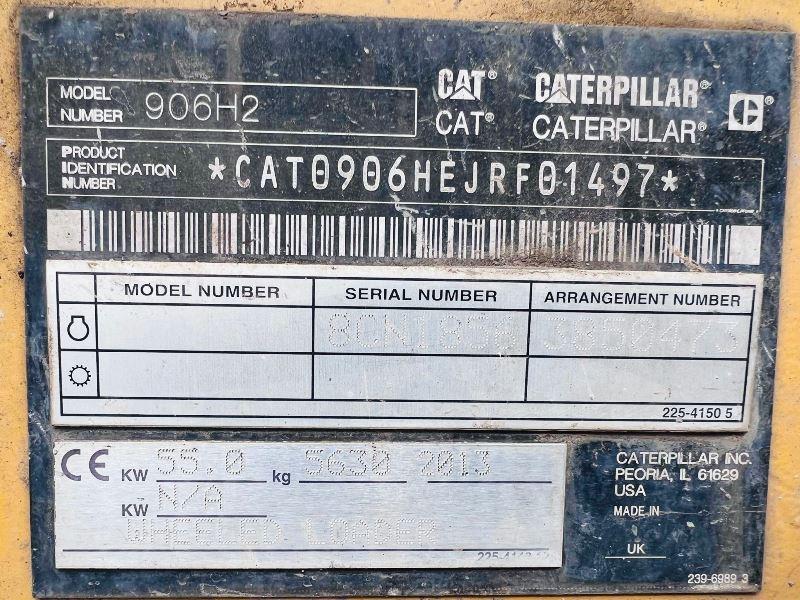 MODEL NUMBER 906H2
CAT® CATERPILLAR®
CAT® CATERPILLAR®
PRODUCT IDENTIFICATION NUMBER *CAT0906HEJRF01497*
MODEL NUMBER SERIAL NUMBER ARRANGEMENT NUMBER
8CN1856 3850473
225-4150 5
CE KW 55.0 kg 5630 2013
KW N/A
WHEELED LOADER
CATERPILLAR INC.
PEORIA, IL 61629
USA
MADE IN
UK
239-6989 3